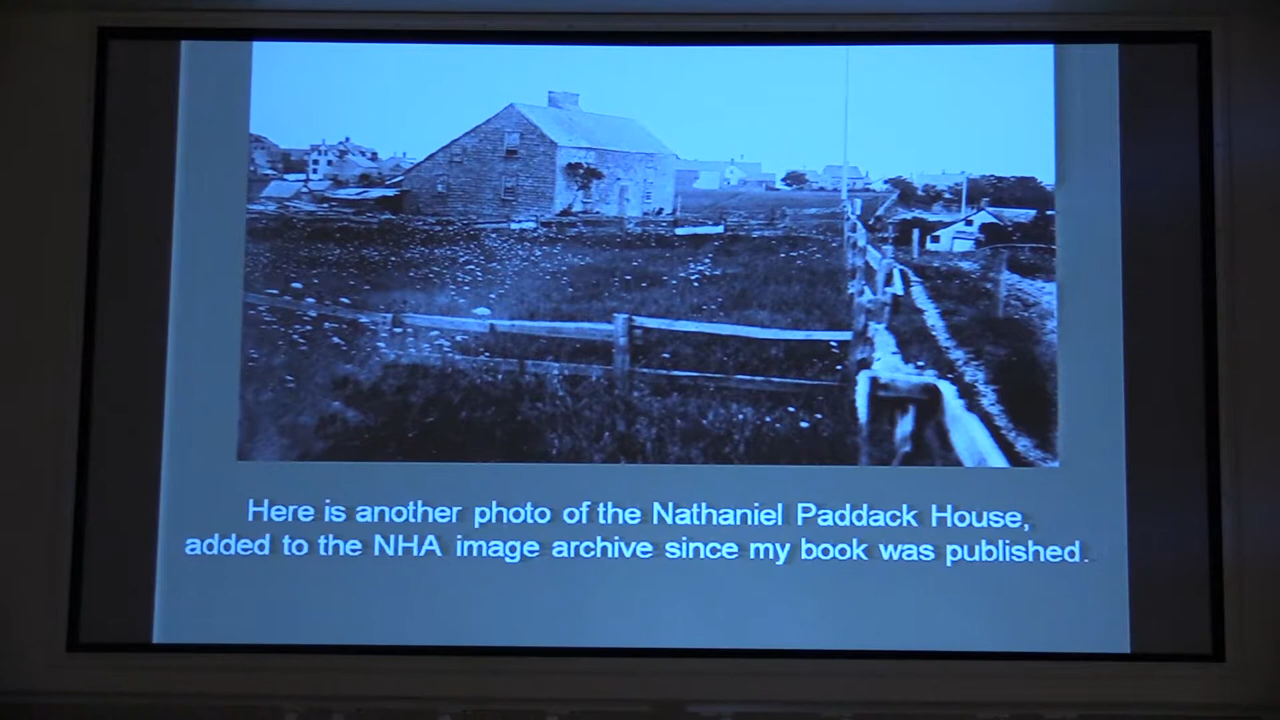 Here is another photo of the Nathaniel Paddack House,
added to the NHA image archive since my book was published.